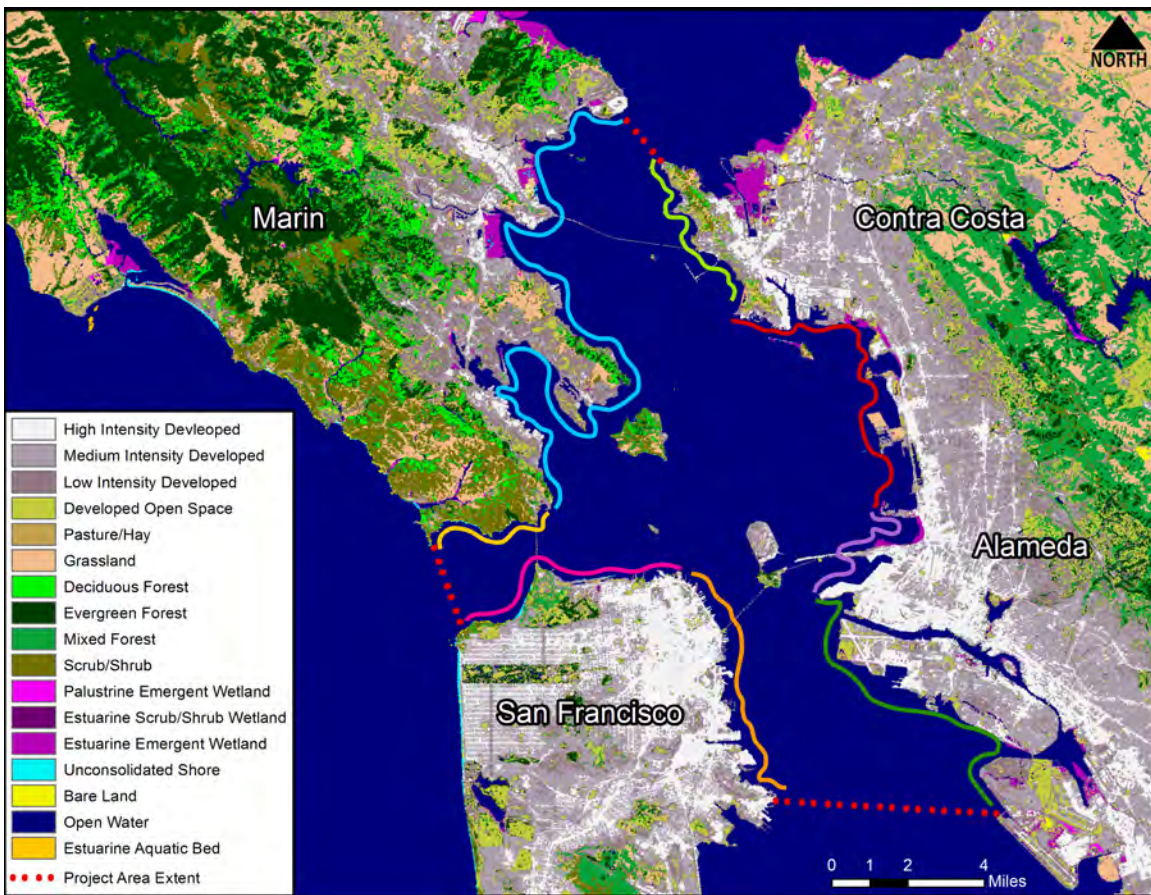 NORTH
Marin
Contra Costa
Alameda
San Francisco
High Intensity Devleoped
Medium Intensity Developed
Low Intensity Developed
Developed Open Space
Pasture/Hay
Grassland
Deciduous Forest
Evergreen Forest
Mixed Forest
Scrub/Shrub
Palustrine Emergent Wetland
Estuarine Scrub/Shrub Wetland
Estuarine Emergent Wetland
Unconsolidated Shore
Bare Land
Open Water
Estuarine Aquatic Bed
Project Area Extent
0 1 2 4
Miles